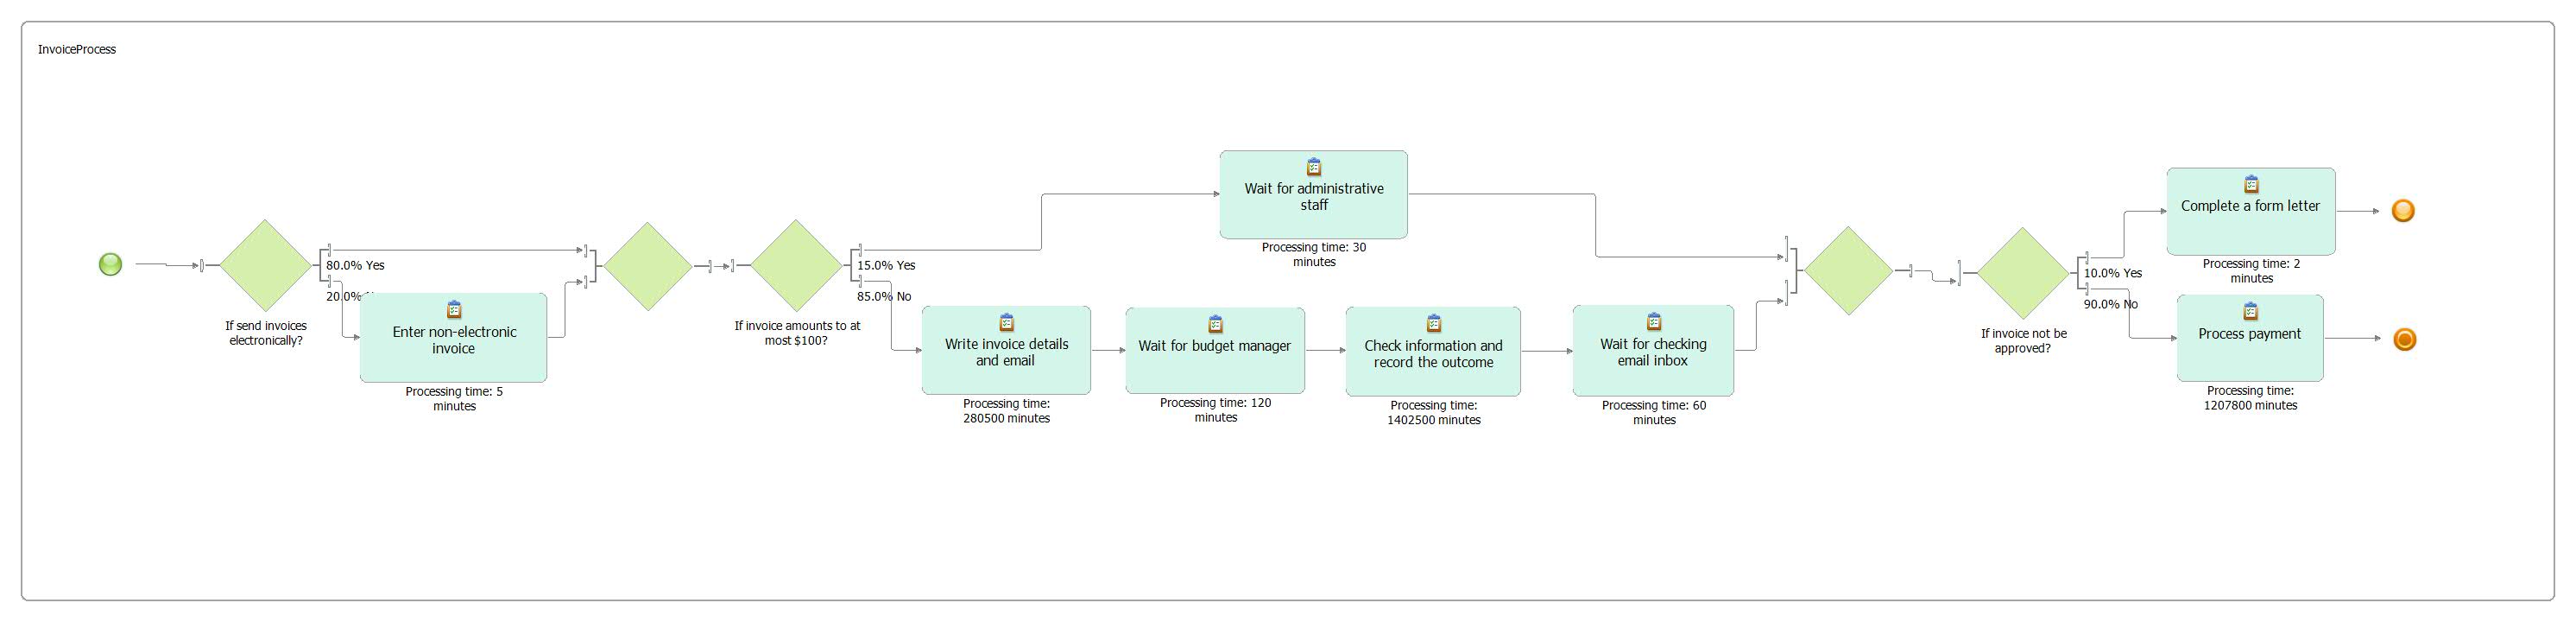 InvoiceProcess
80.0% Yes
20.0%
If send invoices
electronically?
Enter non-electronic
invoice
Processing time: 5
minutes
15.0% Yes
85.0% No
If invoice amounts to at
most $100?
Wait for administrative
staff
Processing time: 30
minutes
Write invoice details
and email
Processing time:
280500 minutes
Wait for budget manager
Processing time: 120
minutes
Check information and
record the outcome
Processing time:
1402500 minutes
Wait for checking
email inbox
Processing time: 60
minutes
10.0% Yes
90.0% No
If invoice not be
approved?
Complete a form letter
Processing time: 2
minutes
Process payment
Processing time:
1207800 minutes